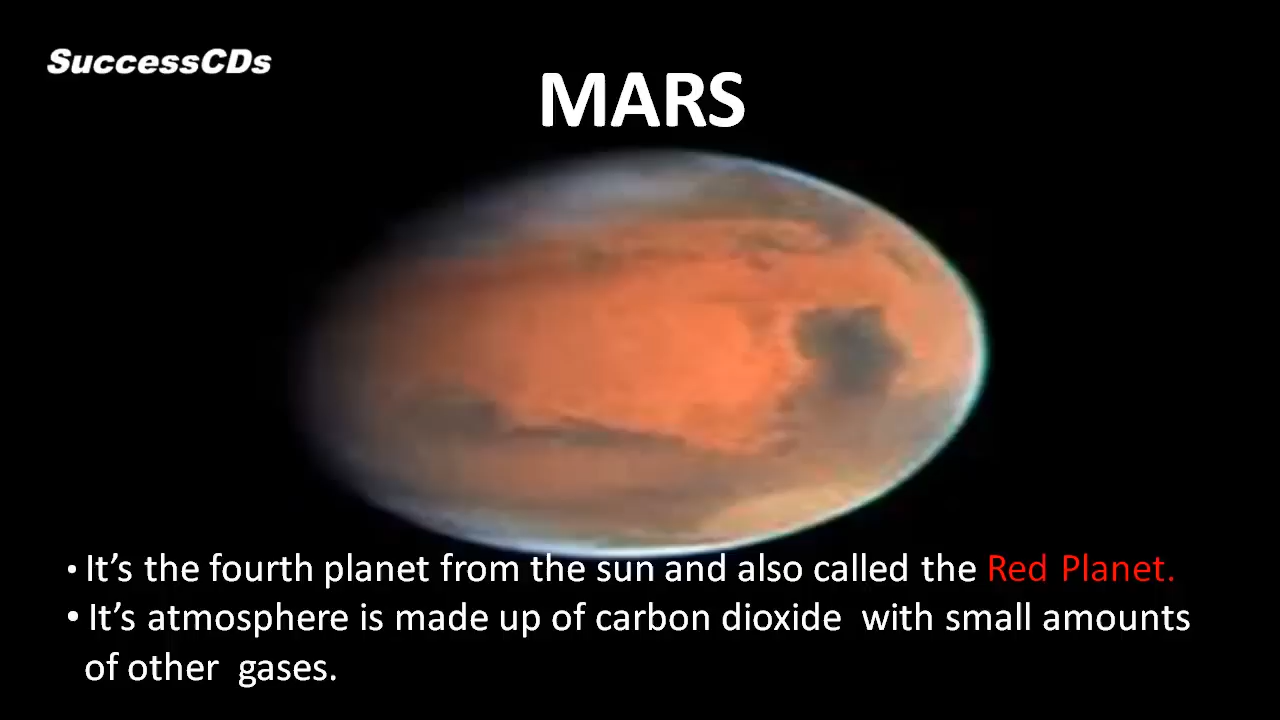 SuccessCDs
MARS
• It's the fourth planet from the sun and also called the Red Planet.
• It's atmosphere is made up of carbon dioxide with small amounts
of other gases.